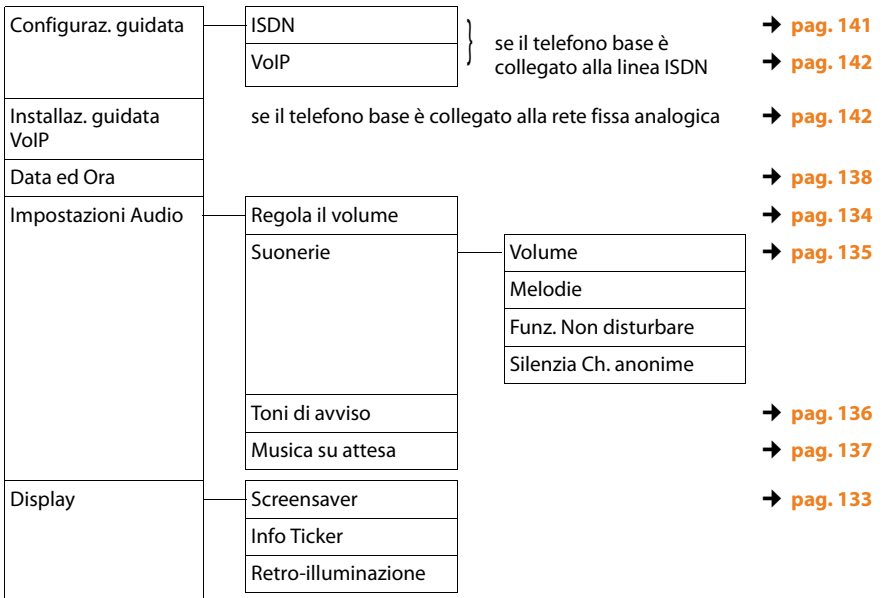 Configuraz. guidata ISDN → pag. 141
VoIP se il telefono base è collegato alla linea ISDN → pag. 142
Installaz. guidata VoIP se il telefono base è collegato alla rete fissa analogica → pag. 142
Data ed Ora → pag. 138
Impostazioni Audio Regola il volume → pag. 134
Suonerie Volume → pag. 135
Melodie
Funz. Non disturbare
Silenzia Ch. anonime
Toni di avviso → pag. 136
Musica su attesa → pag. 137
Display Screensaver → pag. 133
Info Ticker
Retro-illuminazione